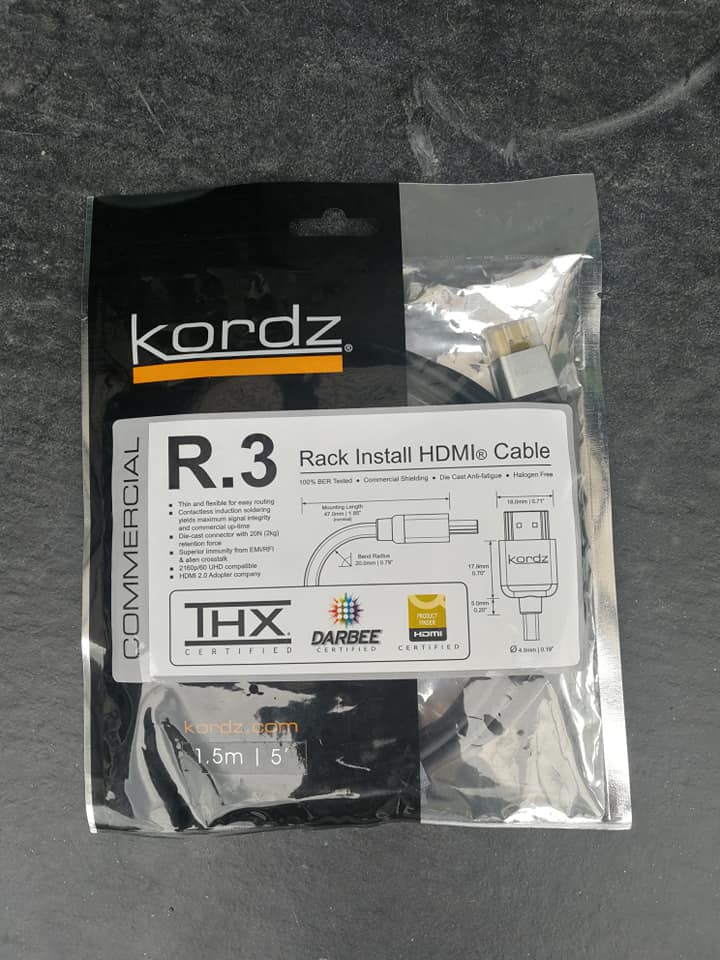 kordz®
COMMERCIAL
R.3
Rack Install HDMI® Cable
100% BER Tested • Commercial Shielding • Die Cast Anti-fatigue • Halogen Free
■ Thin and flexible for easy routing
■ Contactless induction soldering
yields maximum signal integrity
and commercial up-time
■ Die-cast connector with 20N (2kg)
retention force
■ Superior immunity from EMI/RFI
& alien crosstalk
■ 2160p/60 UHD compatible
■ HDMI 2.0 Adopter company
Mounting Length
47.0mm | 1.85"
(nominal)
Bend Radius
20.0mm | 0.79"
18.0mm | 0.71"
kordz
17.9mm
0.70"
5.0mm
0.20"
Ø 4.9mm | 0.19"
THX
CERTIFIED
DARBEE
CERTIFIED
PRODUCT
FINDER
HDMI
CERTIFIED
kordz.com
1.5m | 5'